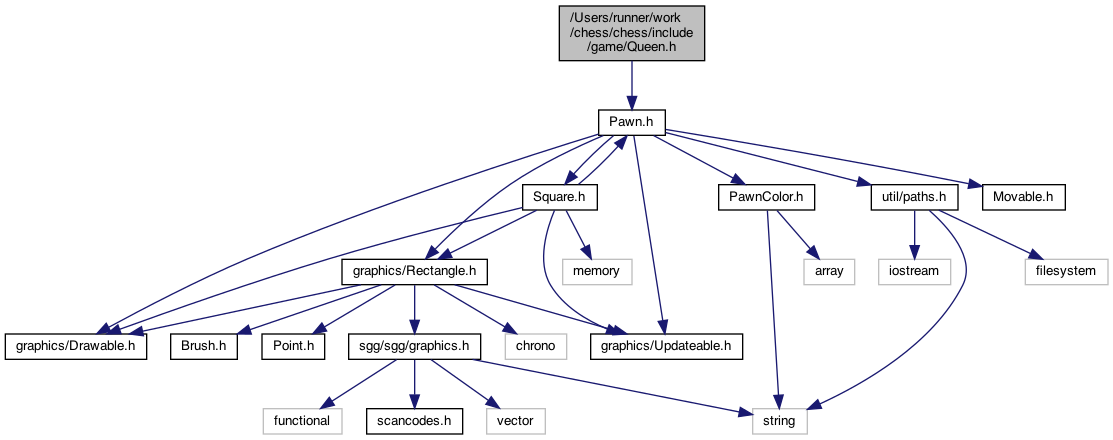 /Users/runner/work
/chess/chess/include
/game/Queen.h
Pawn.h
Square.h
PawnColor.h
util/paths.h
Movable.h
graphics/Rectangle.h
memory
array
iostream
filesystem
graphics/Drawable.h
Brush.h
Point.h
sgg/sgg/graphics.h
chrono
graphics/Updateable.h
functional
scancodes.h
vector
string